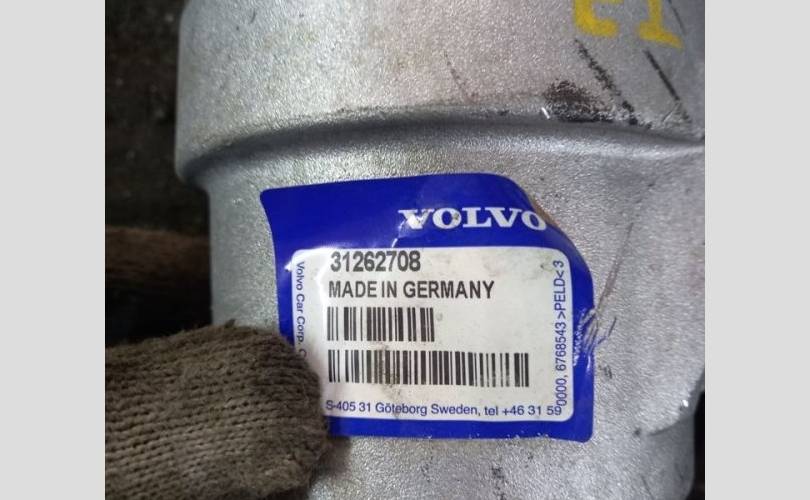 VOLVO
31262708
MADE IN GERMANY
S-405 31 Göteborg Sweden, tel +46 31 59
0000, 6768543 >PELD< 3
Volvo Car Corp.